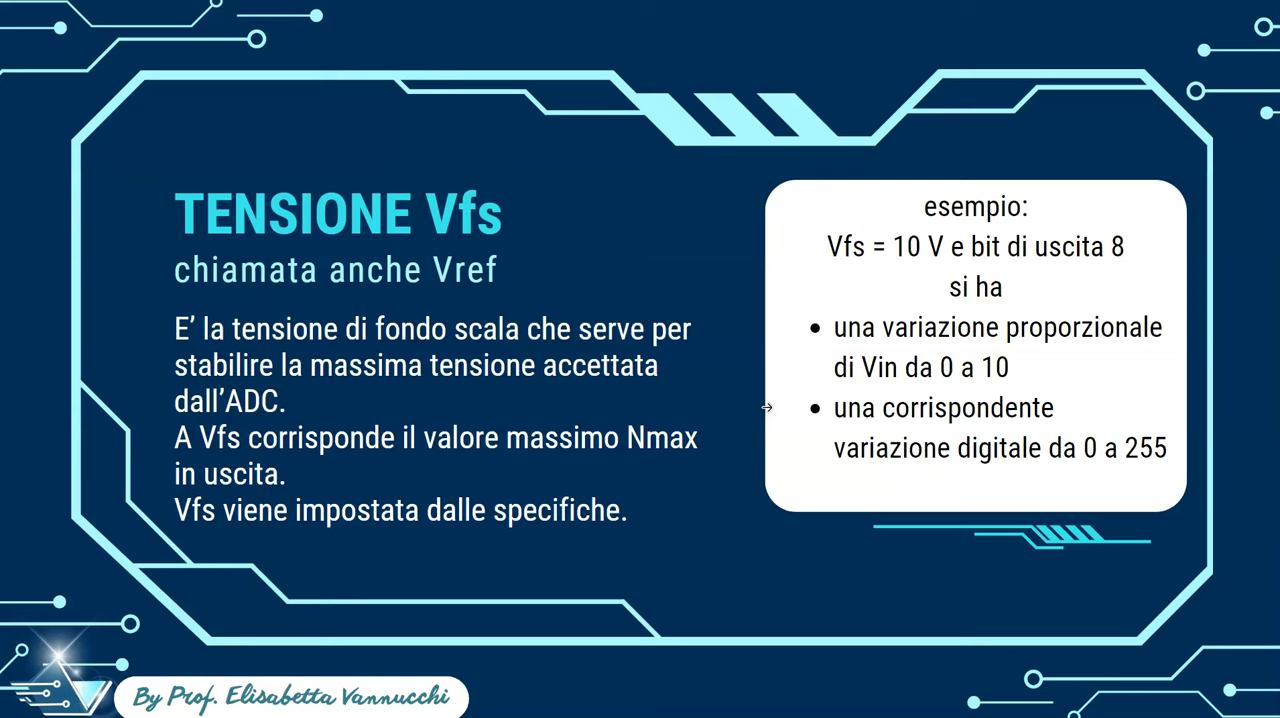 TENSIONE Vfs
chiamata anche Vref
E’ la tensione di fondo scala che serve per
stabilire la massima tensione accettata
dall’ADC.
A Vfs corrisponde il valore massimo Nmax
in uscita.
Vfs viene impostata dalle specifiche.
esempio:
Vfs = 10 V e bit di uscita 8
si ha
• una variazione proporzionale
di Vin da 0 a 10
• una corrispondente
variazione digitale da 0 a 255
By Prof. Elisabetta Vannucchi